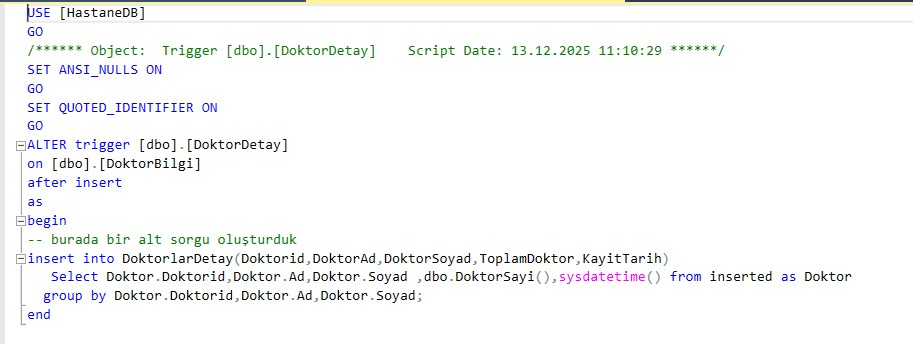 USE [HastaneDB]
GO
/****** Object:  Trigger [dbo].[DoktorDetay]    Script Date: 13.12.2025 11:10:29 ******/
SET ANSI_NULLS ON
GO
SET QUOTED_IDENTIFIER ON
GO
ALTER trigger [dbo].[DoktorDetay]
on [dbo].[DoktorBilgi]
after insert
as
begin
-- burada bir alt sorgu oluşturduk
insert into DoktorlarDetay(Doktorid,DoktorAd,DoktorSoyad,ToplamDoktor,KayitTarih)
   Select Doktor.Doktorid,Doktor.Ad,Doktor.Soyad ,dbo.DoktorSayi(),sysdatetime() from inserted as Doktor
  group by Doktor.Doktorid,Doktor.Ad,Doktor.Soyad;
end